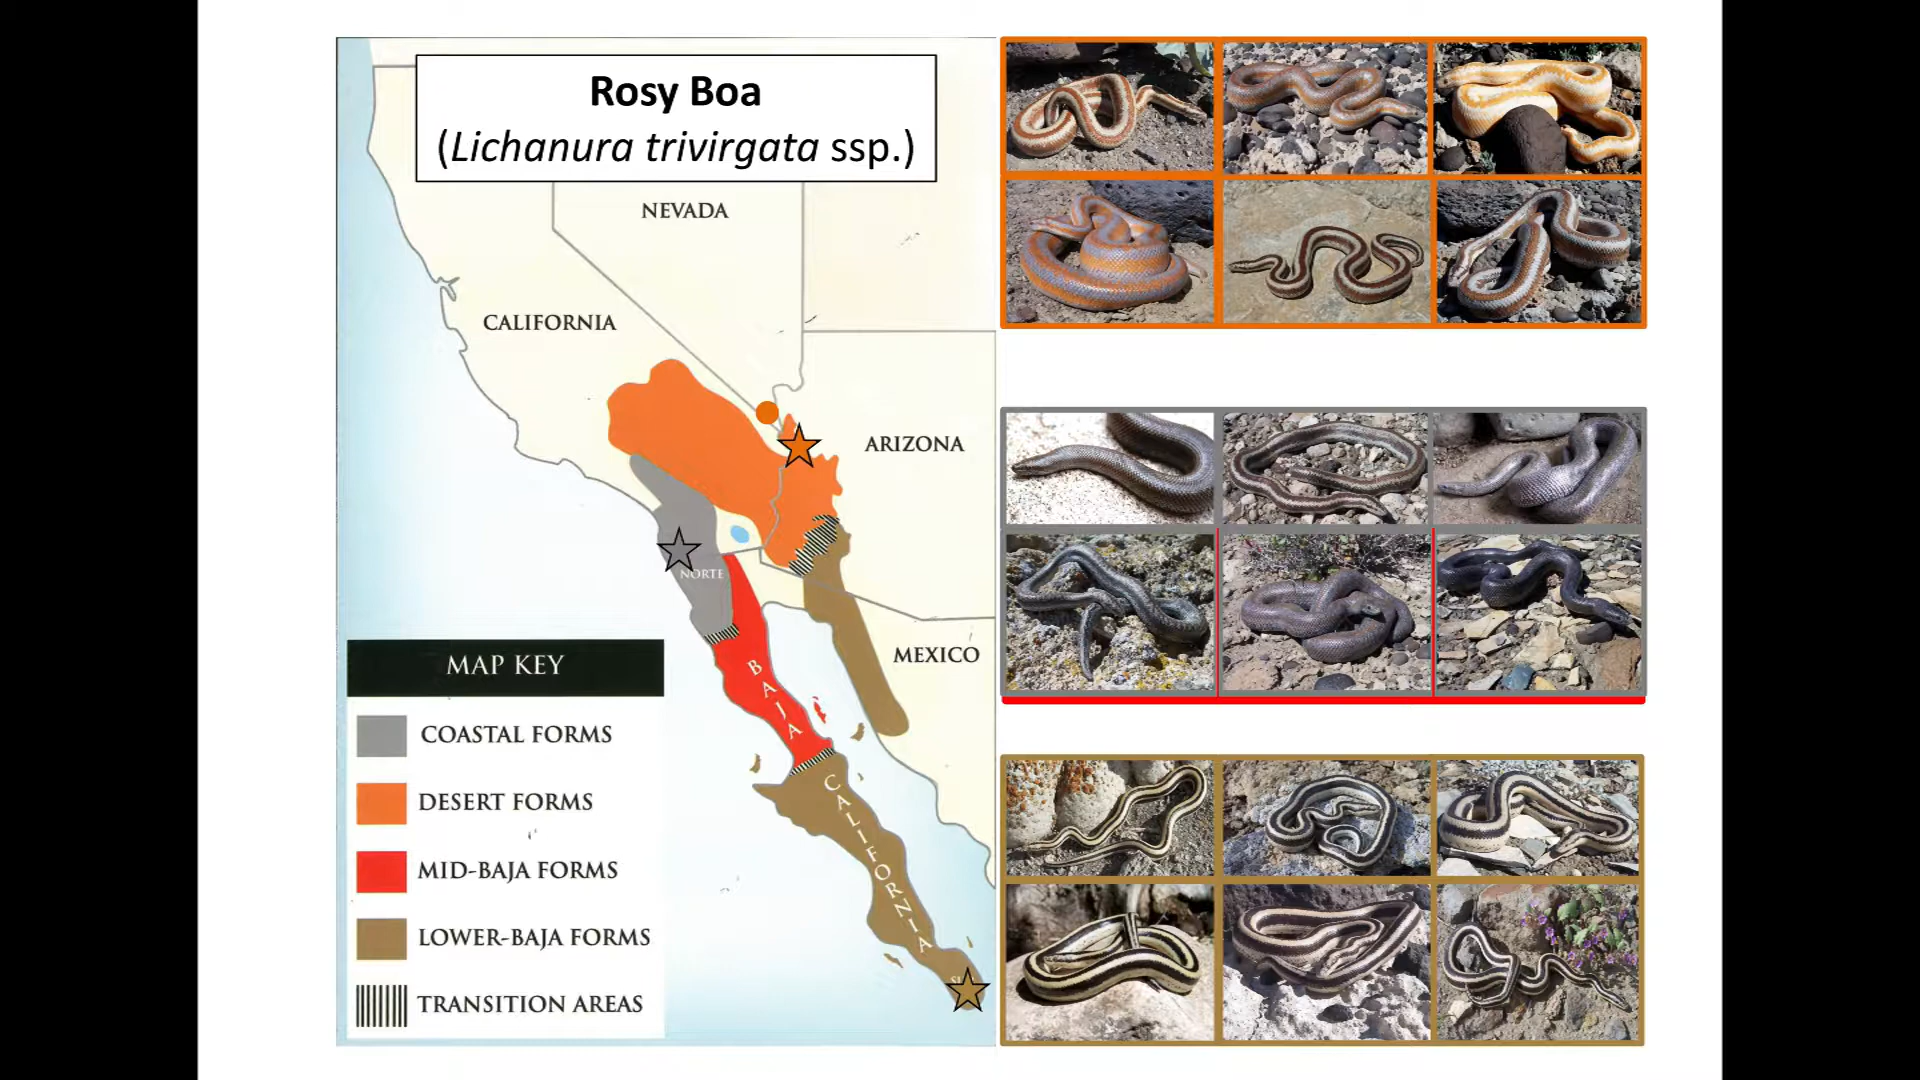 Rosy Boa
(Lichanura trivirgata ssp.)
NEVADA
CALIFORNIA
ARIZONA
NORTE
MEXICO
BAJA
CALIFORNIA
MAP KEY
COASTAL FORMS
DESERT FORMS
MID-BAJA FORMS
LOWER-BAJA FORMS
TRANSITION AREAS